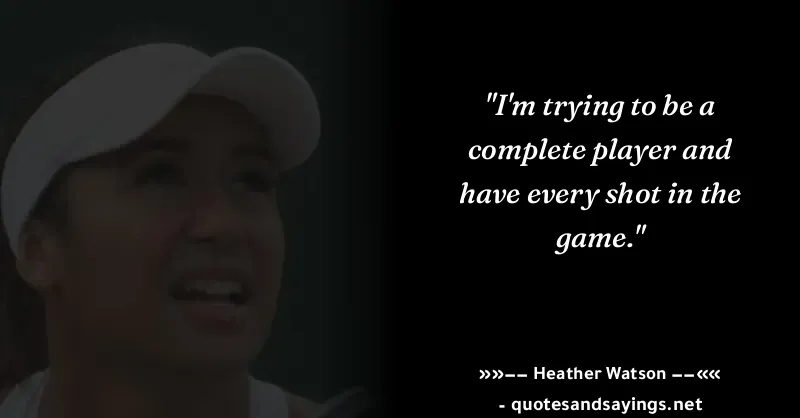 "I'm trying to be a
complete player and
have every shot in the
game."
»»–– Heather Watson ––««
- quotesandsayings.net